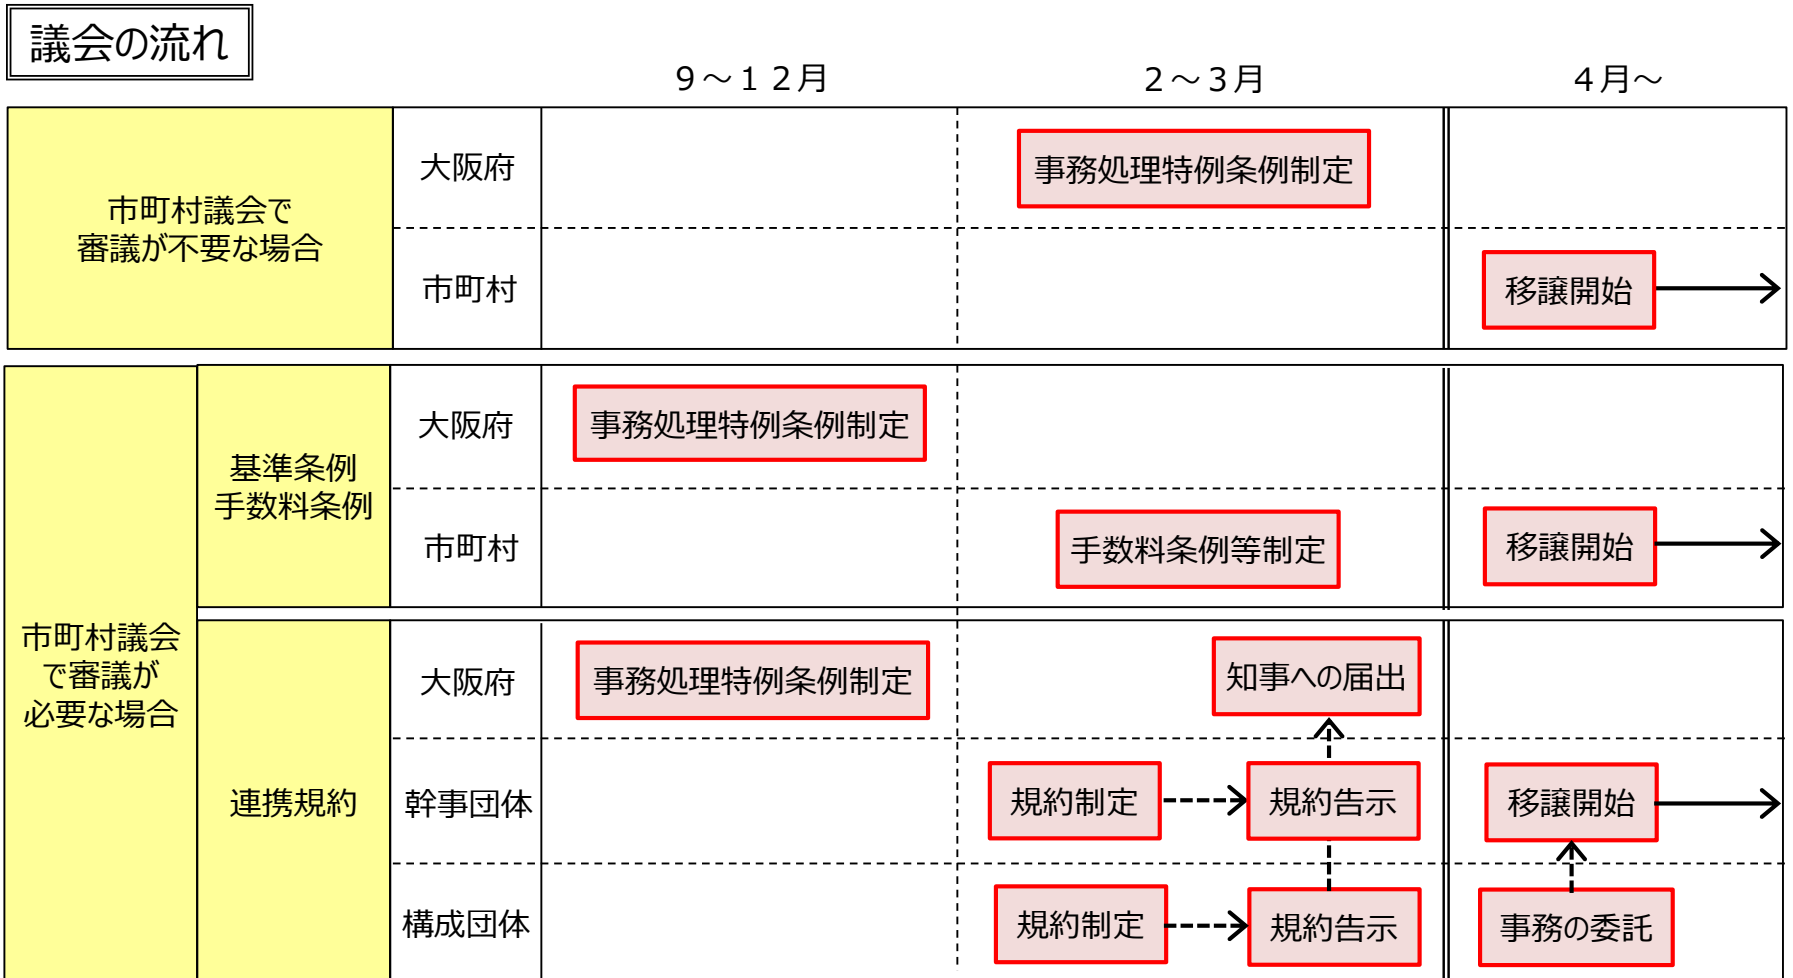 議会の流れ
９～１２月
２～３月
４月～
市町村議会で
審議が不要な場合
大阪府
事務処理特例条例制定
市町村
移譲開始
市町村議会
で審議が
必要な場合
基準条例
手数料条例
大阪府
事務処理特例条例制定
市町村
手数料条例等制定
移譲開始
連携規約
大阪府
事務処理特例条例制定
知事への届出
幹事団体
規約制定
規約告示
移譲開始
構成団体
規約制定
規約告示
事務の委託